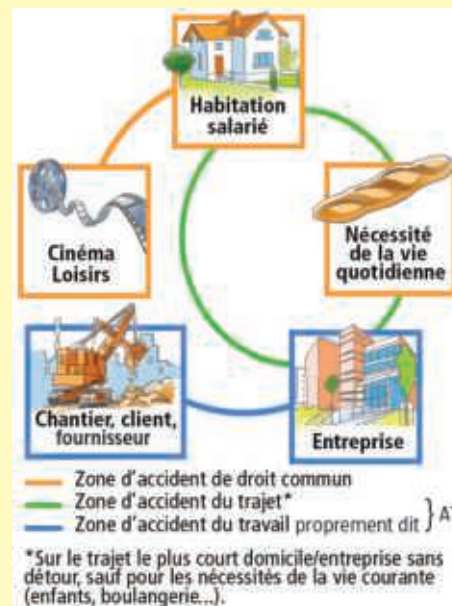 Habitation
salarié
Cinéma
Loisirs
Nécessité
de la vie
quotidienne
Chantier, client,
fournisseur
Entreprise
Zone d'accident de droit commun
Zone d'accident du trajet*
Zone d'accident du travail proprement dit } A
*Sur le trajet le plus court domicile/entreprise sans
détour, sauf pour les nécessités de la vie courante
(enfants, boulangerie...).